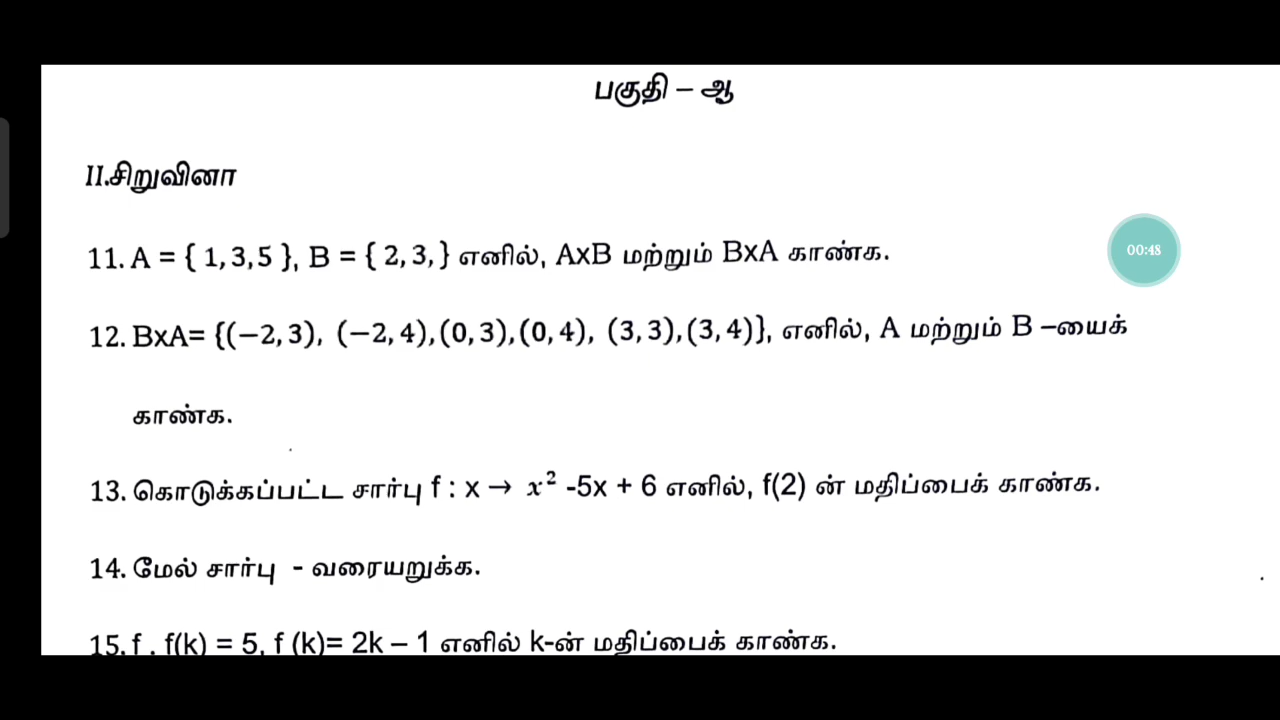 பகுதி – ஆ
II.சிறுவினா
11. A = { 1, 3, 5 }, B = { 2, 3, } எனில், AxB மற்றும் BxA காண்க.
00:48
12. BxA= {(−2, 3), (−2, 4), (0, 3), (0, 4), (3, 3), (3, 4)}, எனில், A மற்றும் B –யைக்
காண்க.
13. கொடுக்கப்பட்ட சார்பு f : x → x² -5x + 6 எனில், f(2) ன் மதிப்பைக் காண்க.
14. மேல் சார்பு - வரையறுக்க.
15. f . f(k) = 5, f (k)= 2k – 1 எனில் k-ன் மதிப்பைக் காண்க.